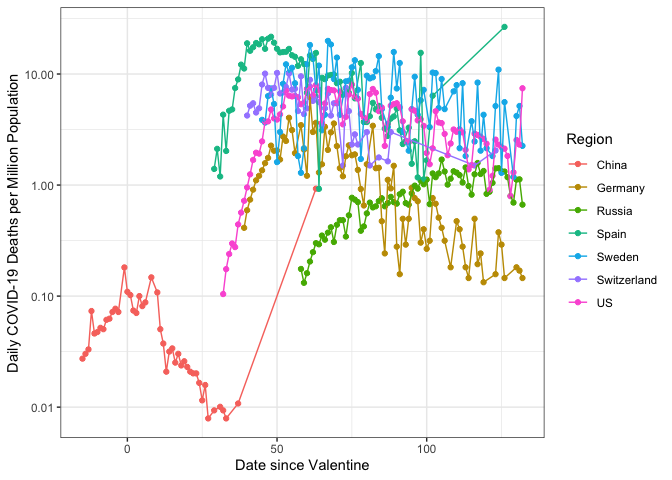 Daily COVID-19 Deaths per Million Population
10.00
1.00
0.10
0.01
0
50
100
Date since Valentine
Region
China
Germany
Russia
Spain
Sweden
Switzerland
US